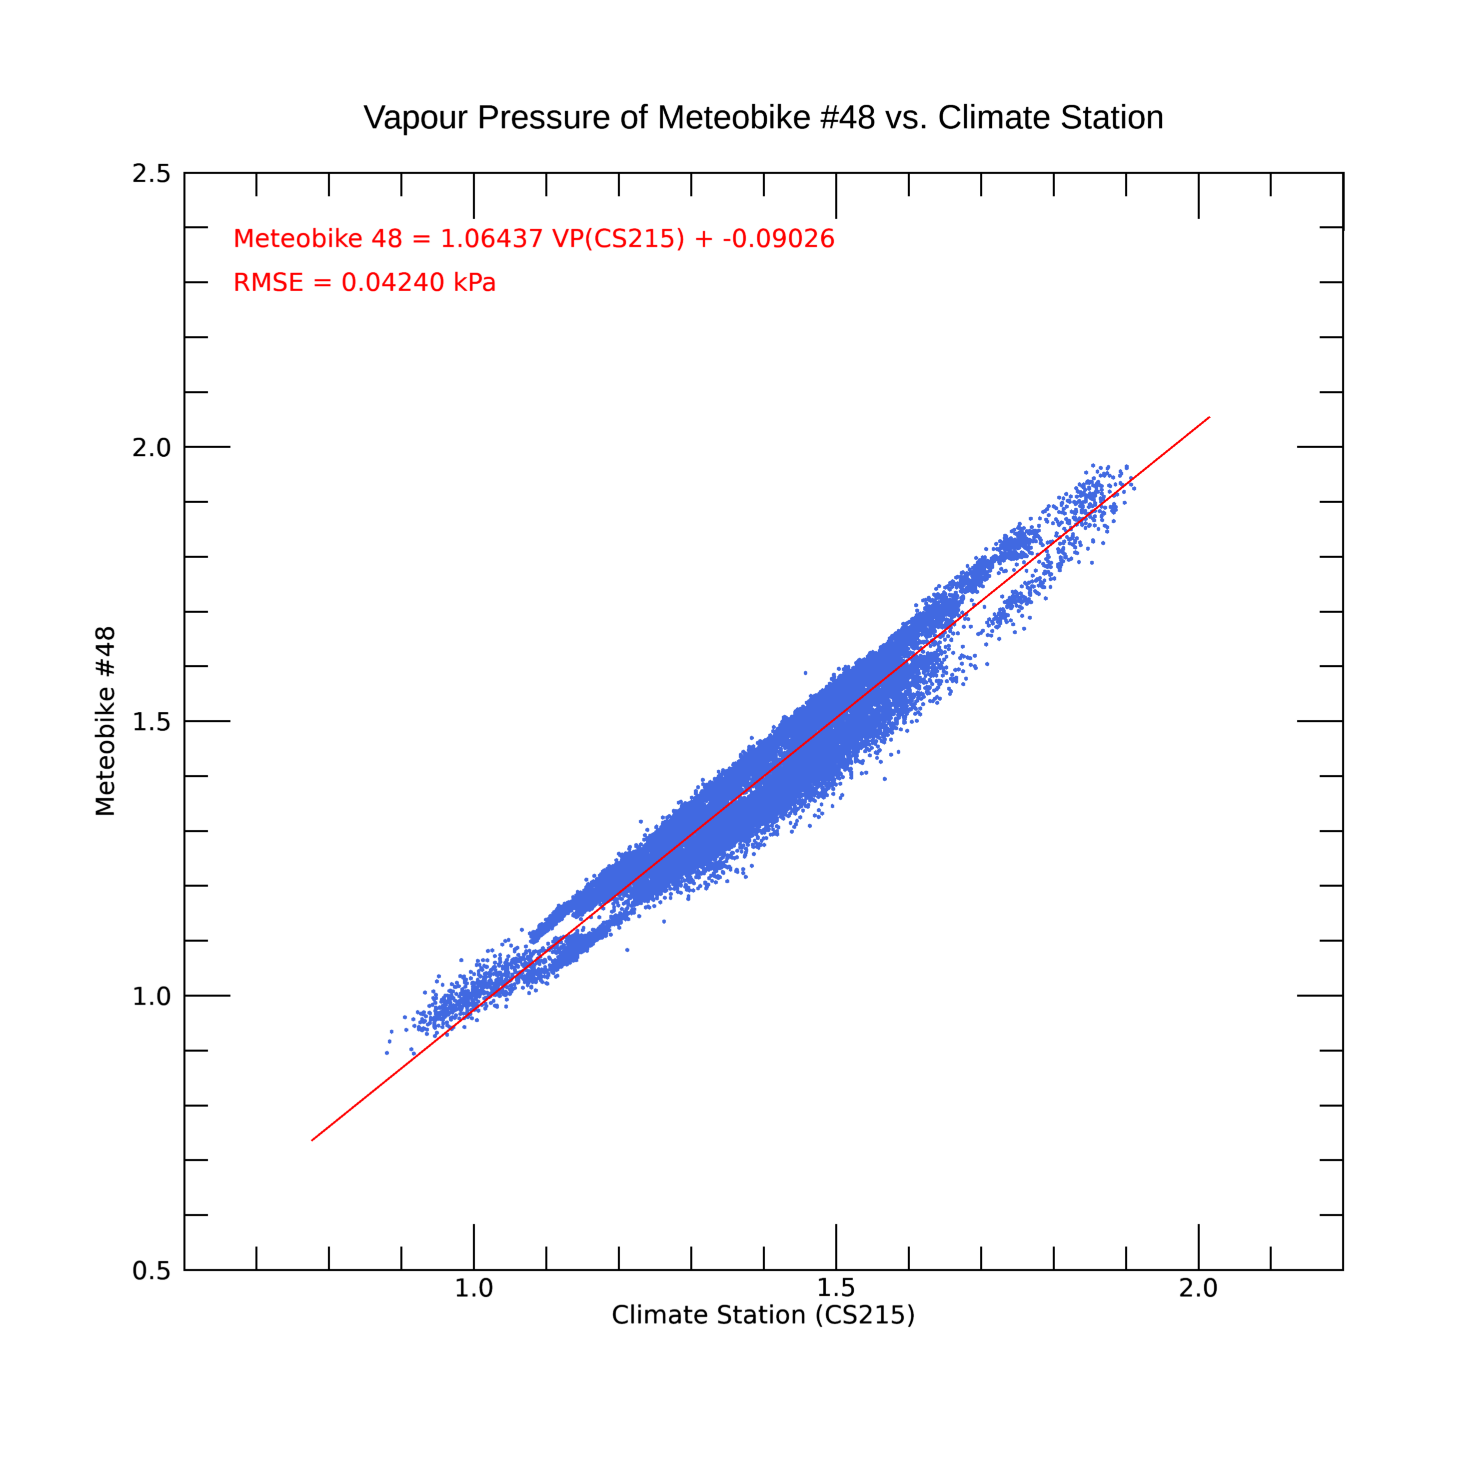 Vapour Pressure of Meteobike #48 vs. Climate Station
2.5
Meteobike 48 = 1.06437 VP(CS215) + -0.09026
RMSE = 0.04240 kPa
2.0
Meteobike #48
1.5
1.0
0.5
1.0 1.5 2.0
Climate Station (CS215)